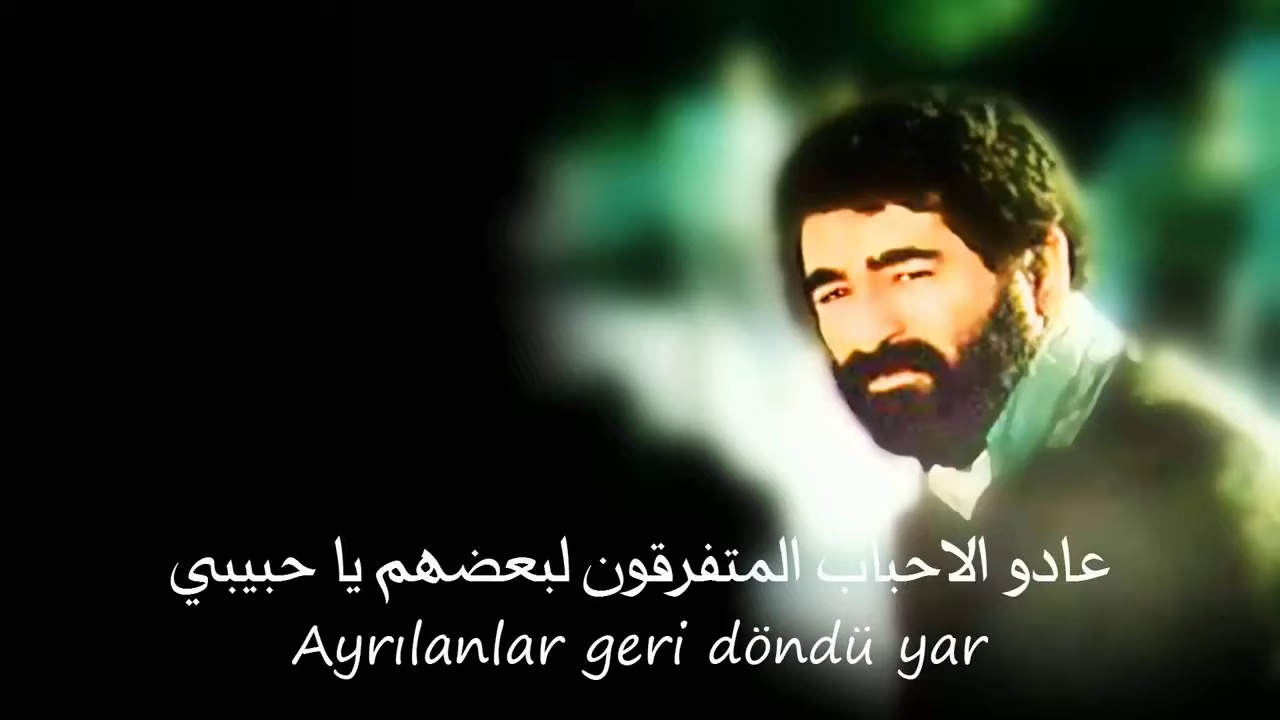 عادو الاحباب المتفرقون لبعضهم يا حبيبي
Ayrılanlar geri döndü yar